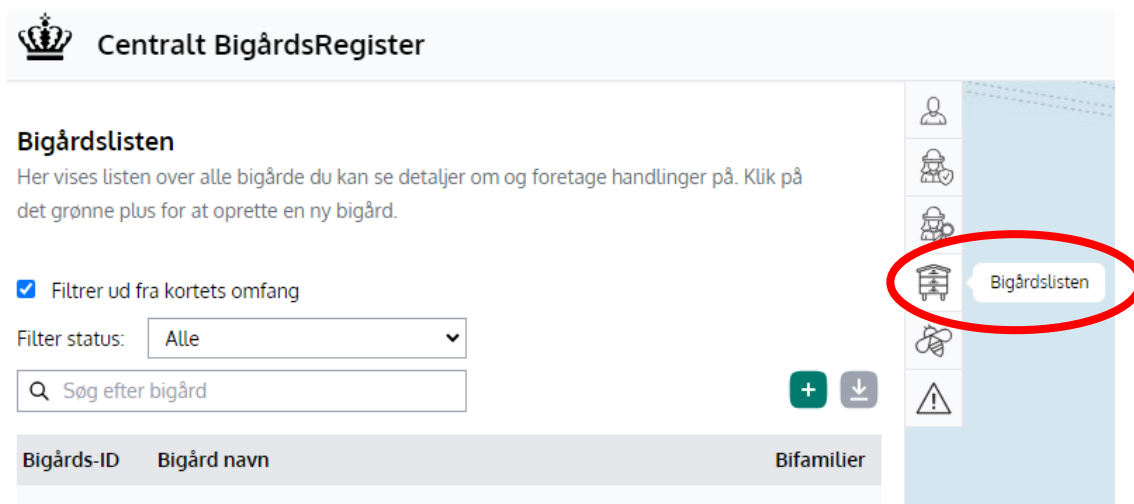 Centralt BigårdsRegister
Bigårdslisten
Her vises listen over alle bigårde du kan se detaljer om og foretage handlinger på. Klik på
det grønne plus for at oprette en ny bigård.
Filtrer ud fra kortets omfang
Bigårdslisten
Filter status: Alle
Søg efter bigård
Bigårds-ID Bigård navn Bifamilier